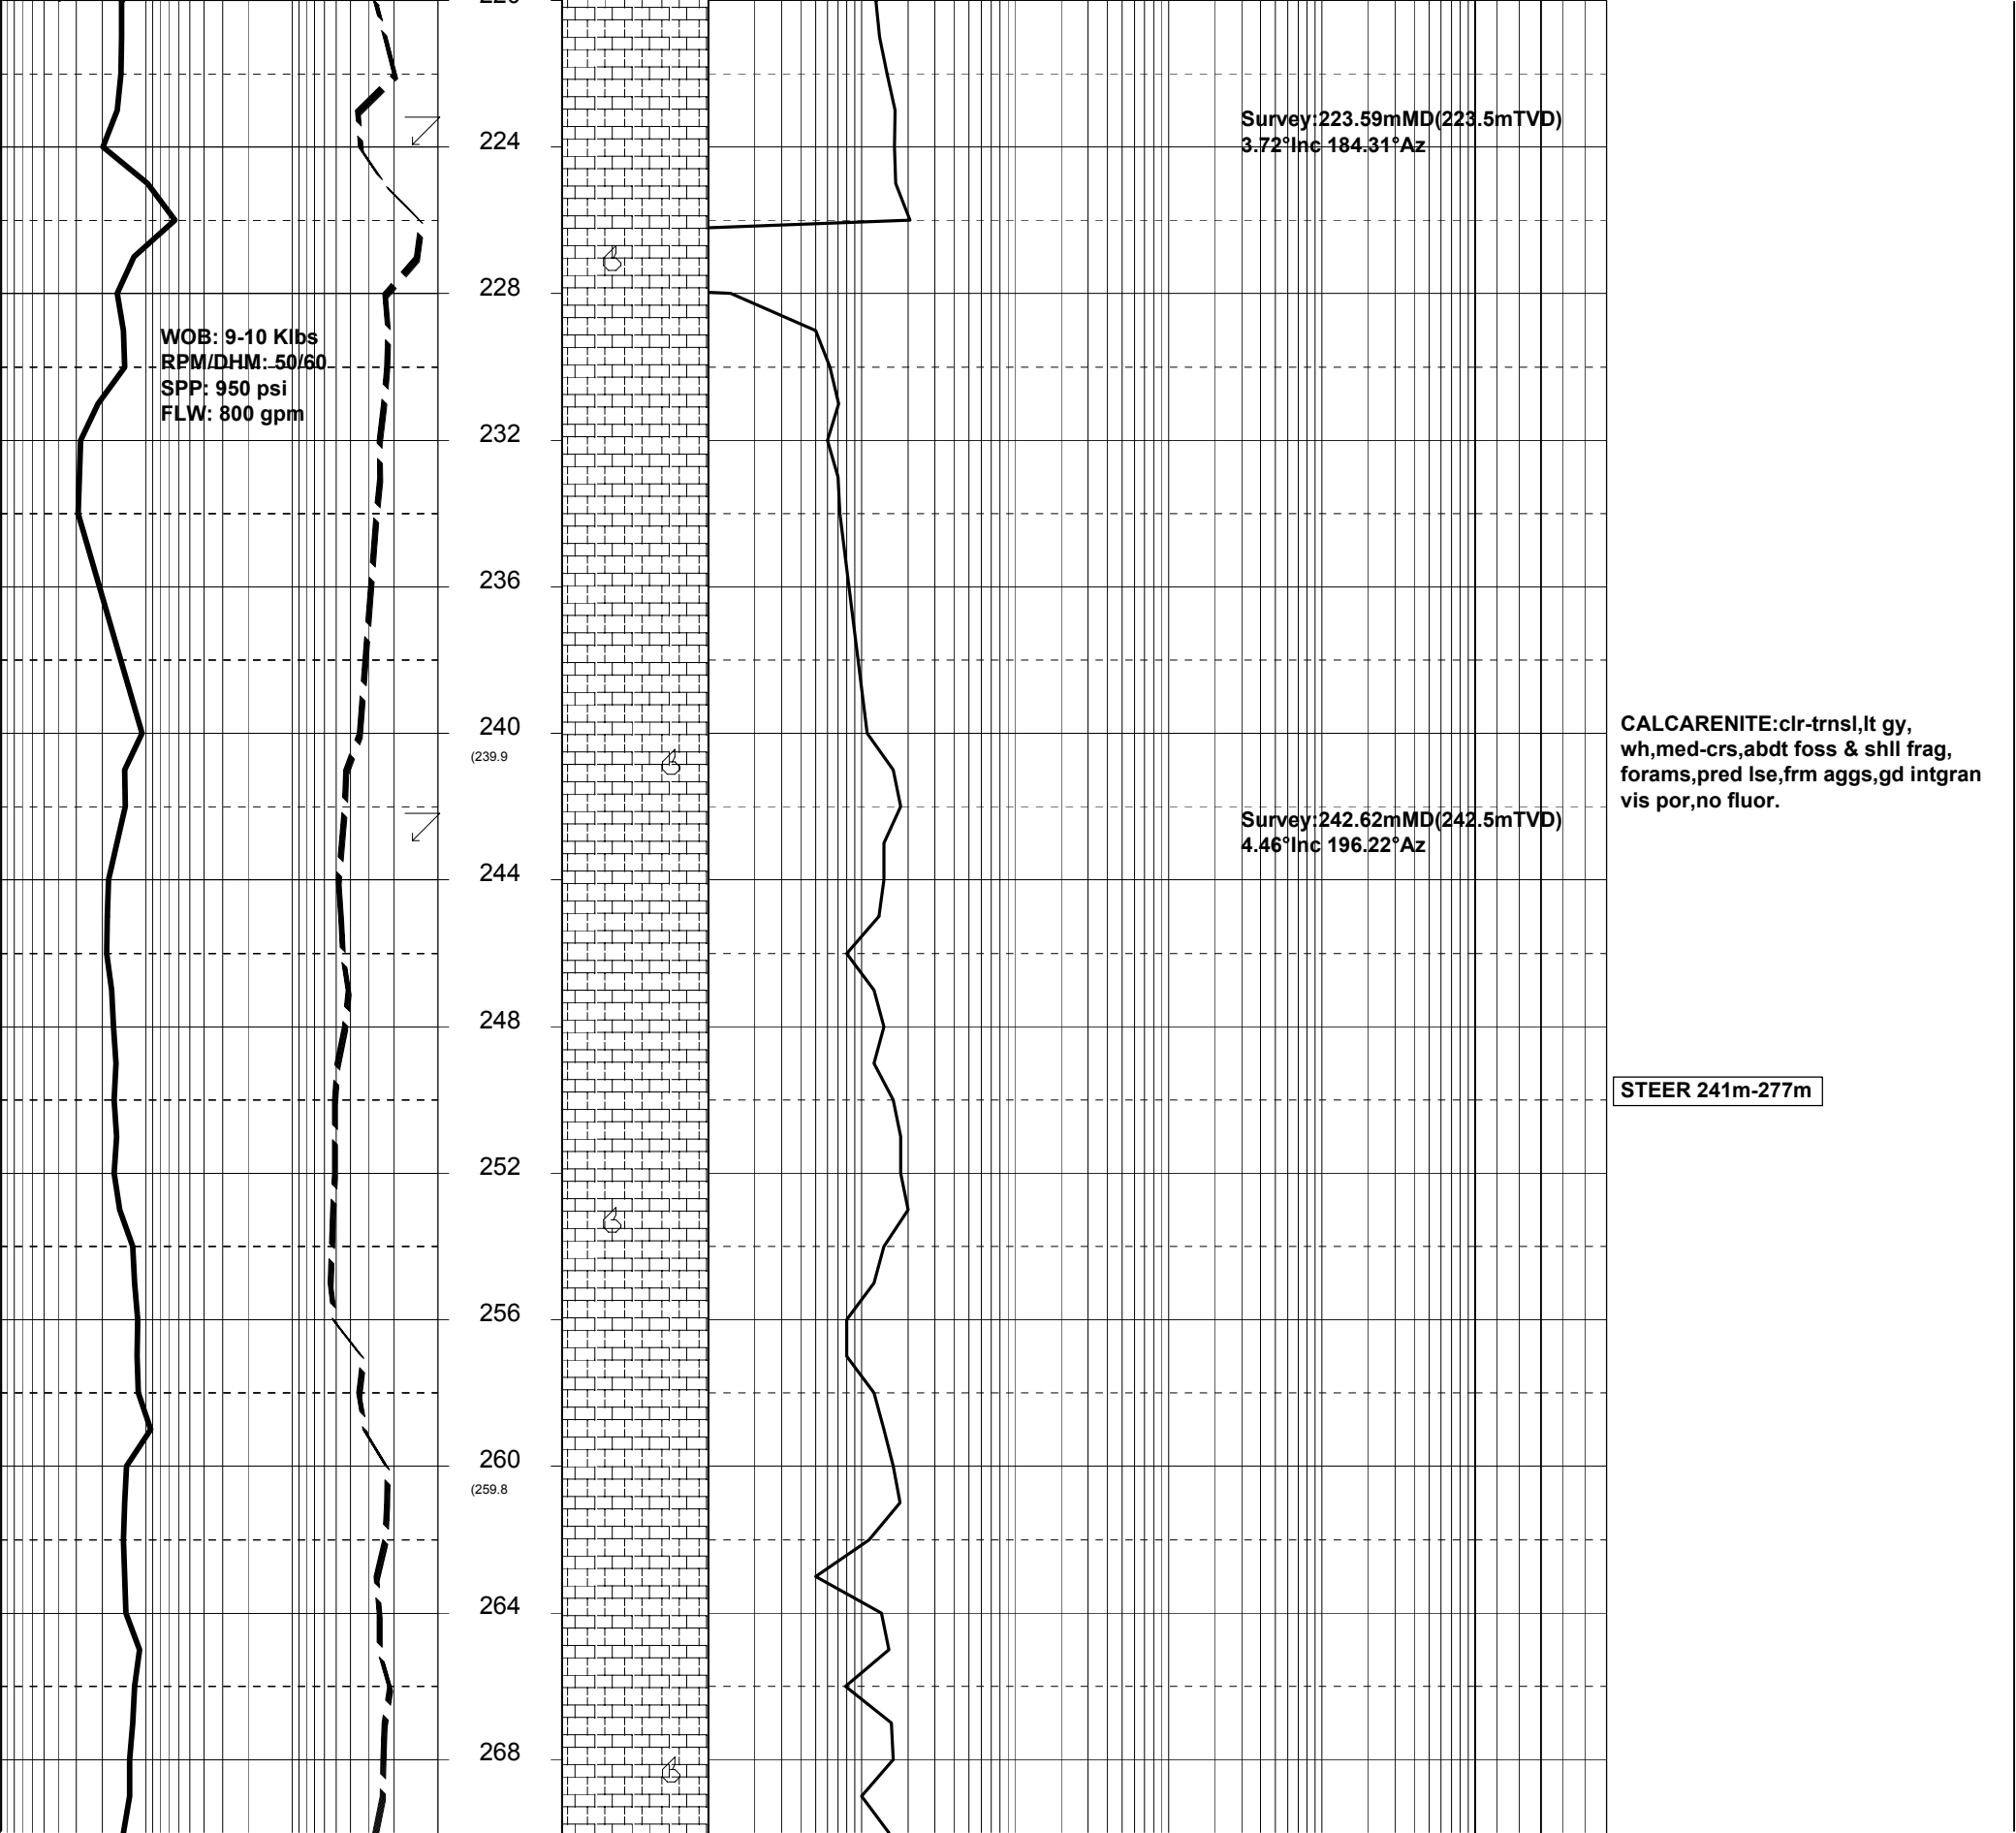 Survey:223.59mMD(223.5mTVD)
3.72°Inc 184.31°Az
224
228
WOB: 9-10 Klbs
RPM/DHM: 50/60
SPP: 950 psi
FLW: 800 gpm
232
236
240
(239.9
CALCARENITE:clr-trnsl,lt gy,
wh,med-crs,abdt foss & shll frag,
forams,pred lse,frm aggs,gd intgran
vis por,no fluor.
Survey:242.62mMD(242.5mTVD)
4.46°Inc 196.22°Az
244
248
STEER 241m-277m
252
256
260
(259.8
264
268